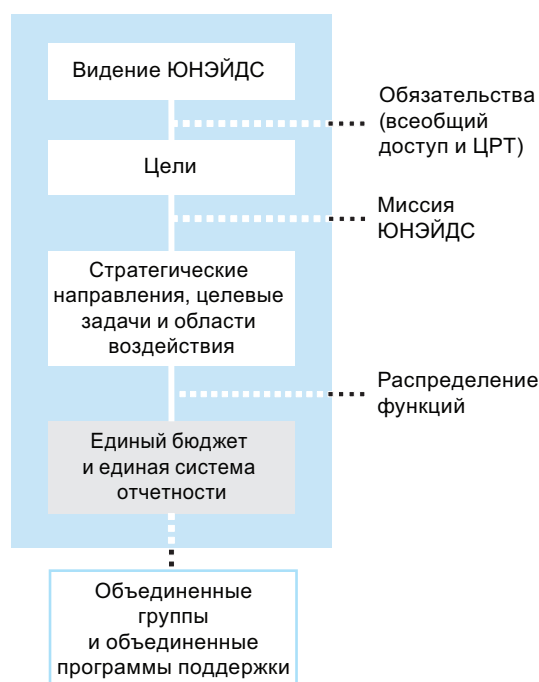 Видение ЮНЭЙДС
Обязательства
(всеобщий
доступ и ЦРТ)
Цели
Миссия
ЮНЭЙДС
Стратегические
направления, целевые
задачи и области
воздействия
Распределение
функций
Единый бюджет
и единая система
отчетности
Объединенные
группы
и объединенные
программы поддержки